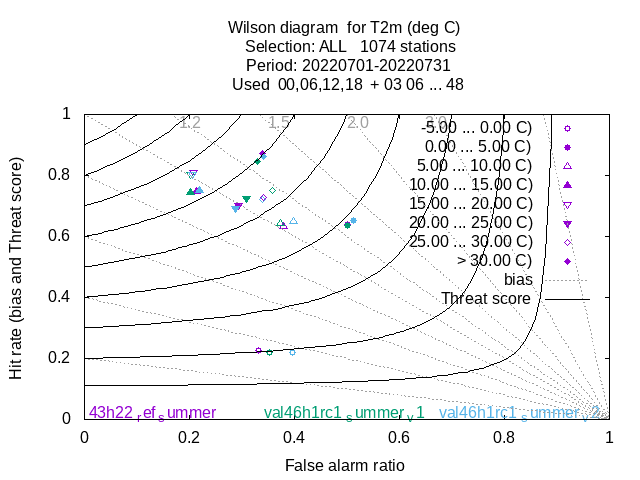 Wilson diagram for T2m (deg C)
Selection: ALL 1074 stations
Period: 20220701-20220731
Used 00,06,12,18 + 03 06 ... 48
Hit rate (bias and Threat score)
1
0.8
0.6
0.4
0.2
0
1.2
1.5
2.0
3.0
-5.00 ... 0.00 C)
0.00 ... 5.00 C)
5.00 ... 10.00 C)
10.00 ... 15.00 C)
15.00 ... 20.00 C)
20.00 ... 25.00 C)
25.00 ... 30.00 C)
> 30.00 C)
bias
Threat score
43h22refsummer val46h1rc1summerv1 val46h1rc1summerv2
0 0.2 0.4 0.6 0.8 1
False alarm ratio